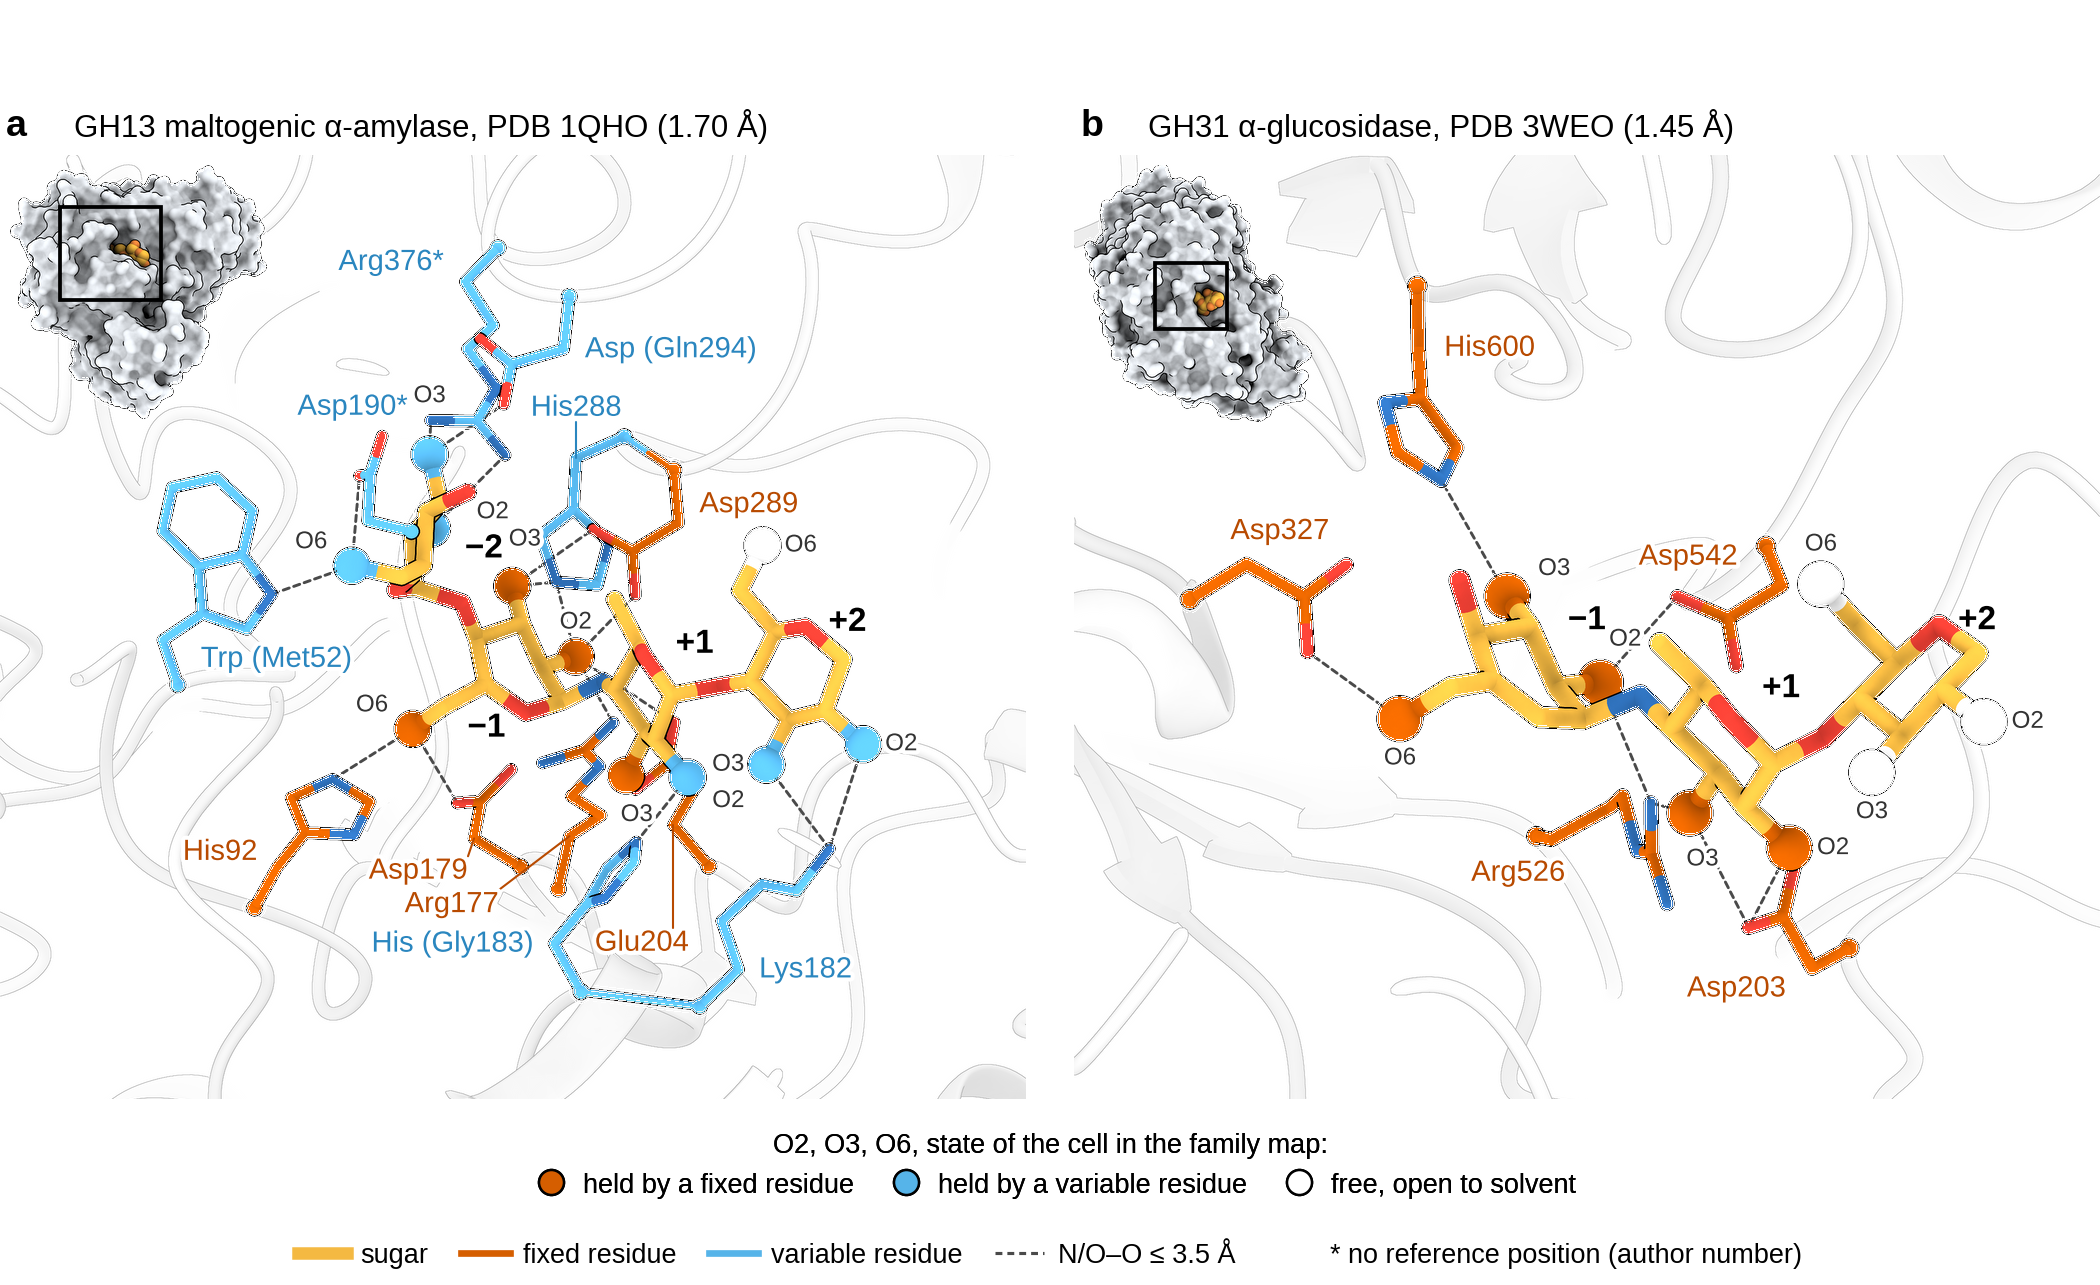 a GH13 maltogenic α-amylase, PDB 1QHO (1.70 Å)
Arg376*
Asp (Gln294)
Asp190*
O3
His288
Asp289
O2
O6
−2
O3
O6
O2
+2
+1
Trp (Met52)
O6
−1
O2
O3
O2
O3
His92
Asp179
Arg177
His (Gly183)
Glu204
Lys182
b GH31 α-glucosidase, PDB 3WEO (1.45 Å)
His600
Asp327
O6
Asp542
O3
−1
+2
O2
+1
O2
O6
O3
O2
O3
Arg526
Asp203
O2, O3, O6, state of the cell in the family map:
held by a fixed residue held by a variable residue free, open to solvent
sugar fixed residue variable residue N/O–O ≤ 3.5 Å * no reference position (author number)